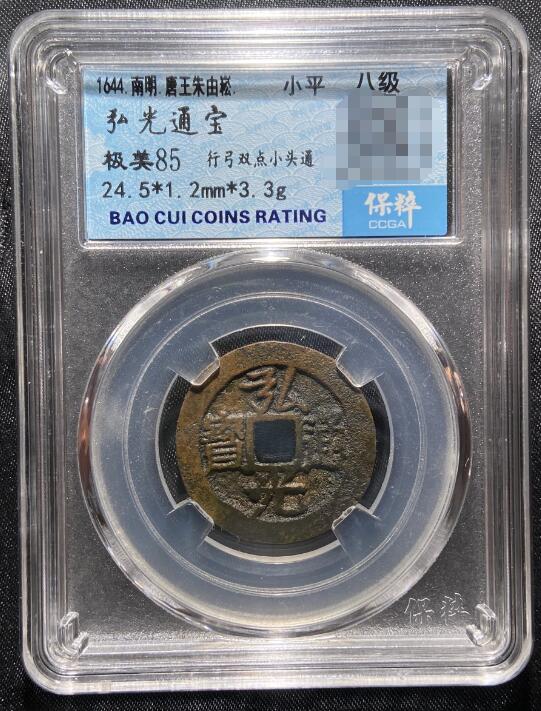 1644.南明.唐王朱由崧. 小平 八级
弘光通宝
极美85 行弓双点小头通
24.5*1.2mm*3.3g
BAO CUI COINS RATING
保粹
CCGA
弘
寳 通
光
保粹